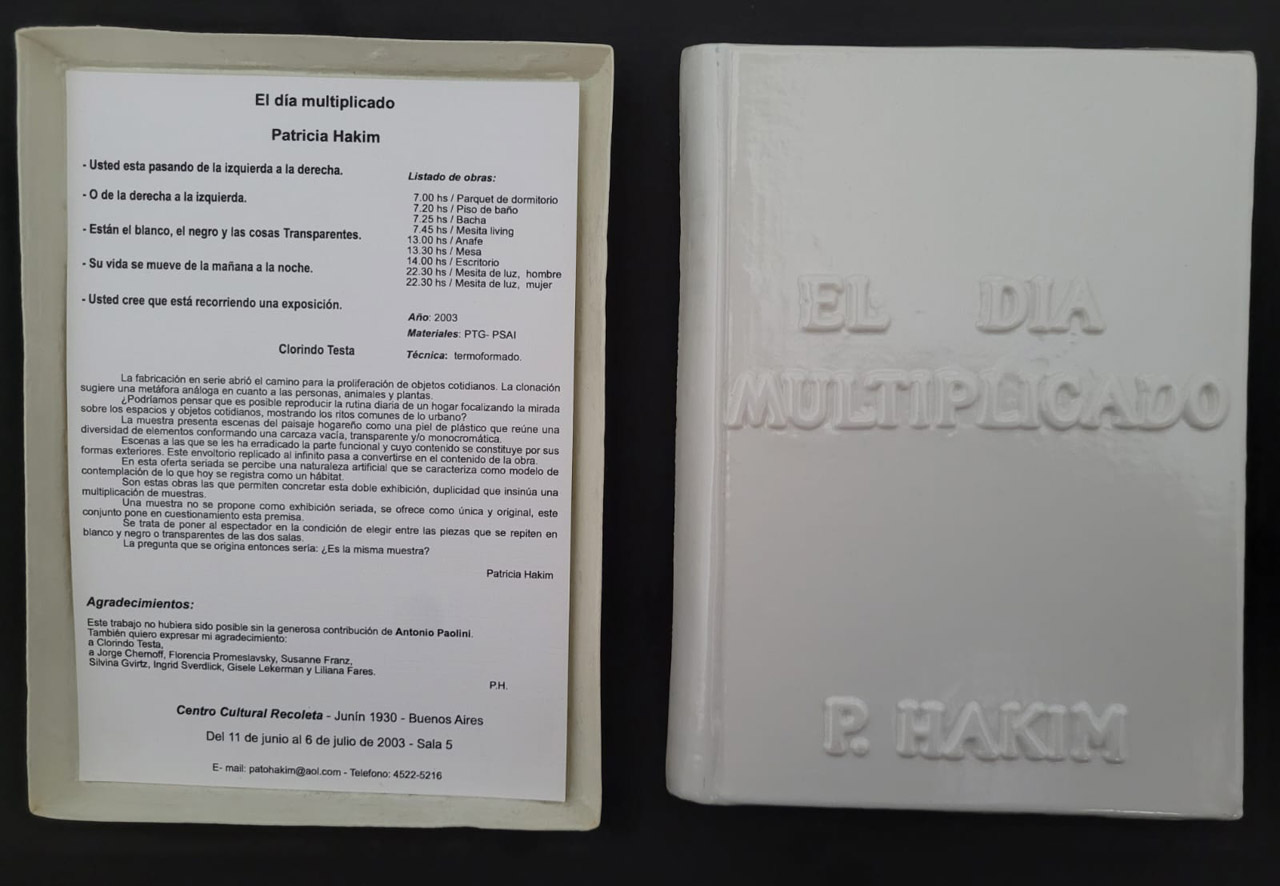 El día multiplicado
Patricia Hakim
- Usted esta pasando de la izquierda a la derecha.
- O de la derecha a la izquierda.
- Están el blanco, el negro y las cosas Transparentes.
- Su vida se mueve de la mañana a la noche.
- Usted cree que está recorriendo una exposición.
Clorindo Testa
Listado de obras:
7.00 hs / Parquet de dormitorio
7.20 hs / Piso de baño
7.25 hs / Bacha
7.45 hs / Mesita living
13.00 hs / Anafe
13.30 hs / Mesa
14.00 hs / Escritorio
22.30 hs / Mesita de luz, hombre
22.30 hs / Mesita de luz, mujer
Año: 2003
Materiales: PTG- PSAI
Técnica: termoformado.
La fabricación en serie abrió el camino para la proliferación de objetos cotidianos. La clonación
sugiere una metáfora análoga en cuanto a las personas, animales y plantas.
¿Podríamos pensar que es posible reproducir la rutina diaria de un hogar focalizando la mirada
sobre los espacios y objetos cotidianos, mostrando los ritos comunes de lo urbano?
La muestra presenta escenas del paisaje hogareño como una piel de plástico que reúne una
diversidad de elementos conformando una carcaza vacía, transparente y/o monocromática.
Escenas a las que se les ha erradicado la parte funcional y cuyo contenido se constituye por sus
formas exteriores. Este envoltorio replicado al infinito pasa a convertirse en el contenido de la obra.
En esta oferta seriada se percibe una naturaleza artificial que se caracteriza como modelo de
contemplación de lo que hoy se registra como un hábitat.
Son estas obras las que permiten concretar esta doble exhibición, duplicidad que insinúa una
multiplicación de muestras.
Una muestra no se propone como exhibición seriada, se ofrece como única y original, este
conjunto pone en cuestionamiento esta premisa.
Se trata de poner al espectador en la condición de elegir entre las piezas que se repiten en
blanco y negro o transparentes de las dos salas.
La pregunta que se origina entonces sería: ¿Es la misma muestra?
Patricia Hakim
Agradecimientos:
Este trabajo no hubiera sido posible sin la generosa contribución de Antonio Paolini.
También quiero expresar mi agradecimiento:
a Clorindo Testa,
a Jorge Chernoff, Florencia Promeslavsky, Susanne Franz,
Silvina Gvirtz, Ingrid Sverdlick, Gisele Lekerman y Liliana Fares.
P.H.
Centro Cultural Recoleta - Junín 1930 - Buenos Aires
Del 11 de junio al 6 de julio de 2003 - Sala 5
E- mail: patohakim@aol.com - Telefono: 4522-5216
EL DIA
MULTIPLICADO
P. HAKIM